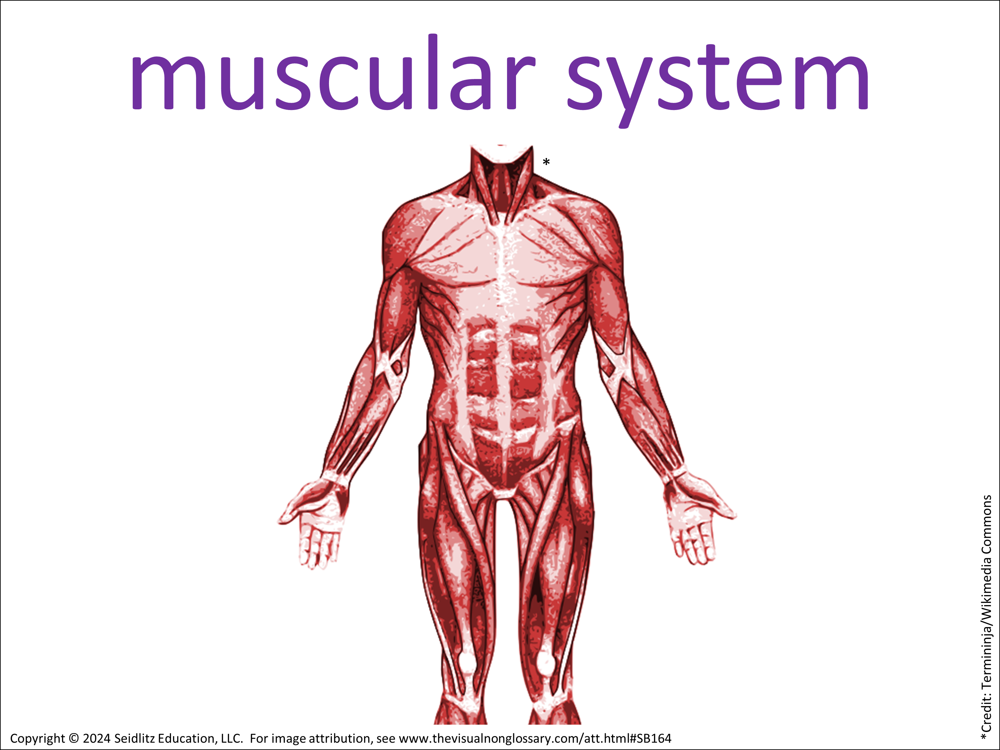 muscular system
*
*Credit: Termininja/Wikimedia Commons
Copyright © 2024 Seidlitz Education, LLC.  For image attribution, see www.thevisualnonglossary.com/att.html#SB164